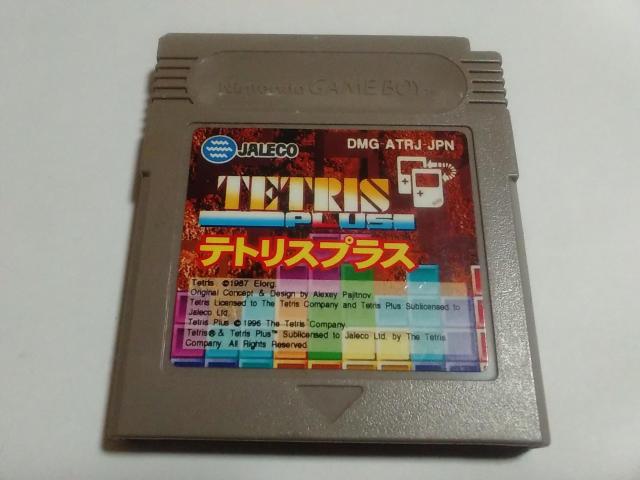 Nintendo GAME BOY™
JALECO
DMG-ATRJ-JPN
TETRIS
PLUS
テトリスプラス
Tetris ©1987 Elorg.
Original Concept & Design by Alexey Pajitnov.
Tetris Licensed to The Tetris Company and Tetris Plus Sublicensed to
Jaleco Ltd.
Tetris Plus © 1996 The Tetris Company.
Tetris® & Tetris Plus™ Sublicensed to Jaleco Ltd. by The Tetris
Company. All Rights Reserved.